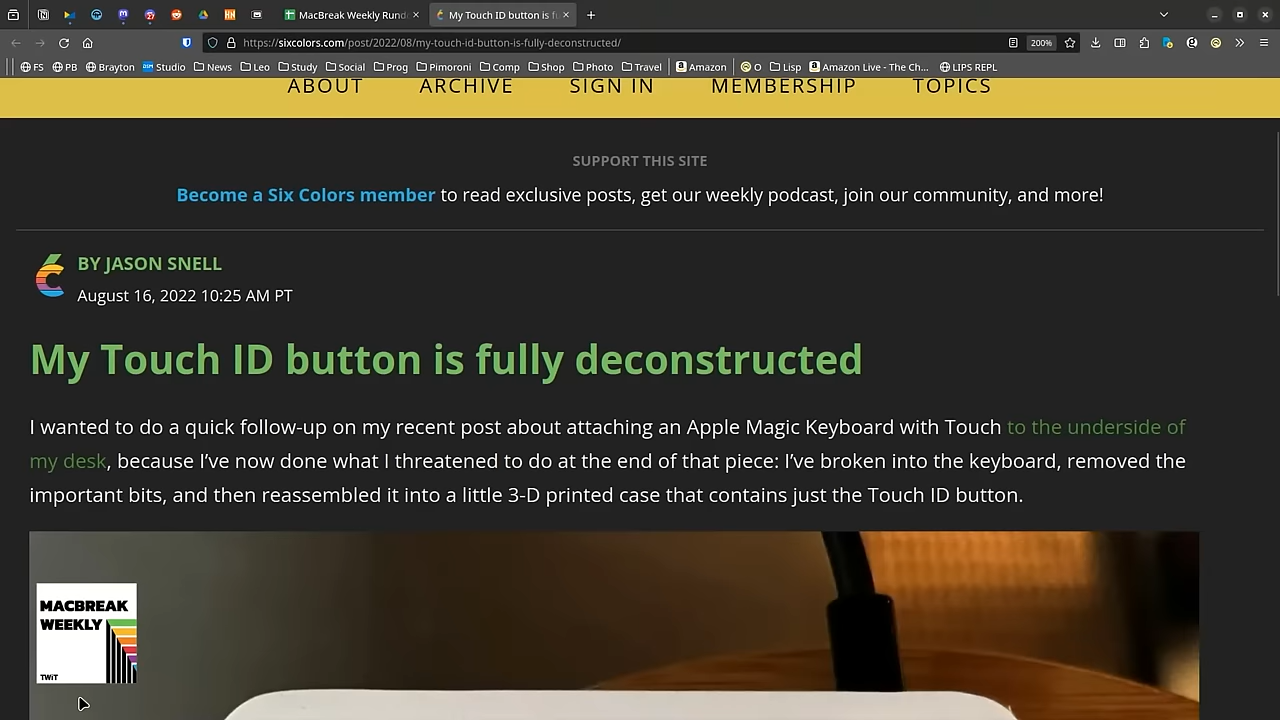 MacBreak Weekly Rund
My Touch ID button is f
https://sixcolors.com/post/2022/08/my-touch-id-button-is-fully-deconstructed/
200%
FS PB Brayton Studio News Leo Study Social Prog Pimoroni Comp Shop Photo Travel Amazon O Lisp Amazon Live - The Ch... LIPS REPL
ABOUT ARCHIVE SIGN IN MEMBERSHIP TOPICS
SUPPORT THIS SITE
Become a Six Colors member to read exclusive posts, get our weekly podcast, join our community, and more!
BY JASON SNELL
August 16, 2022 10:25 AM PT
My Touch ID button is fully deconstructed
I wanted to do a quick follow-up on my recent post about attaching an Apple Magic Keyboard with Touch to the underside of
my desk, because I’ve now done what I threatened to do at the end of that piece: I’ve broken into the keyboard, removed the
important bits, and then reassembled it into a little 3-D printed case that contains just the Touch ID button.
MACBREAK
WEEKLY
TWiT